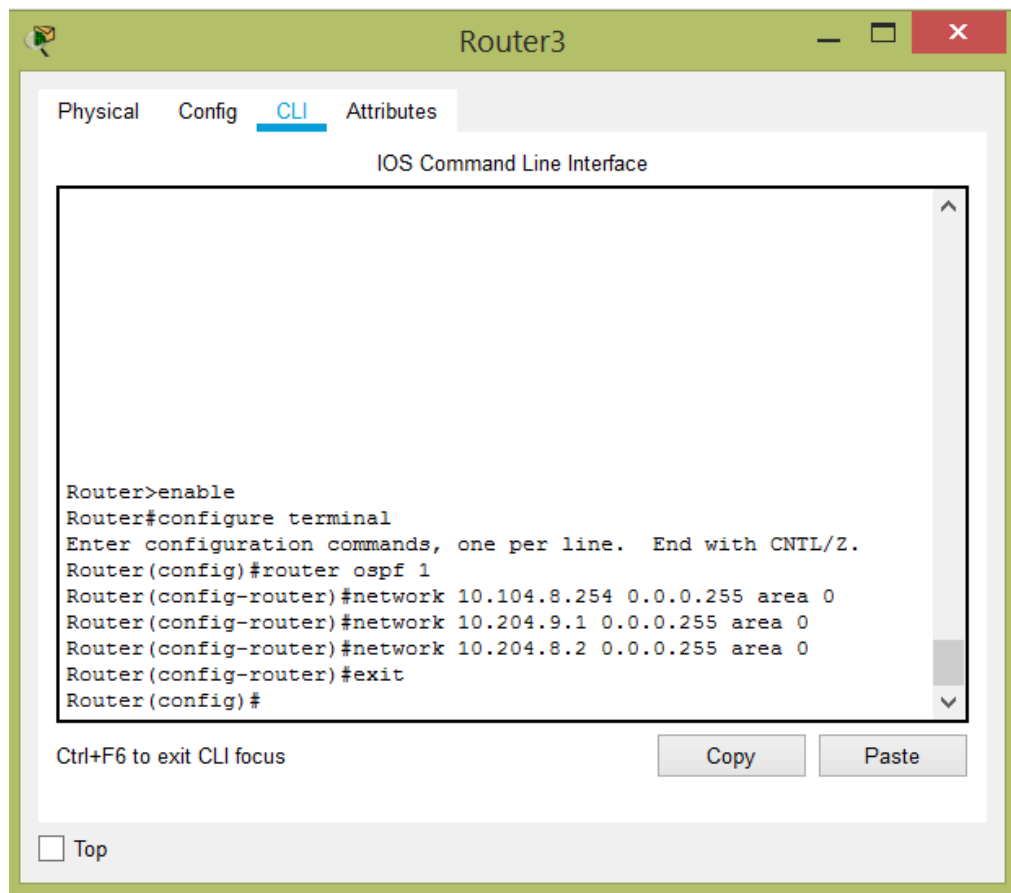 Router3
Physical Config CLI Attributes
IOS Command Line Interface
Router>enable
Router#configure terminal
Enter configuration commands, one per line.  End with CNTL/Z.
Router(config)#router ospf 1
Router(config-router)#network 10.104.8.254 0.0.0.255 area 0
Router(config-router)#network 10.204.9.1 0.0.0.255 area 0
Router(config-router)#network 10.204.8.2 0.0.0.255 area 0
Router(config-router)#exit
Router(config)#
Ctrl+F6 to exit CLI focus Copy Paste
Top